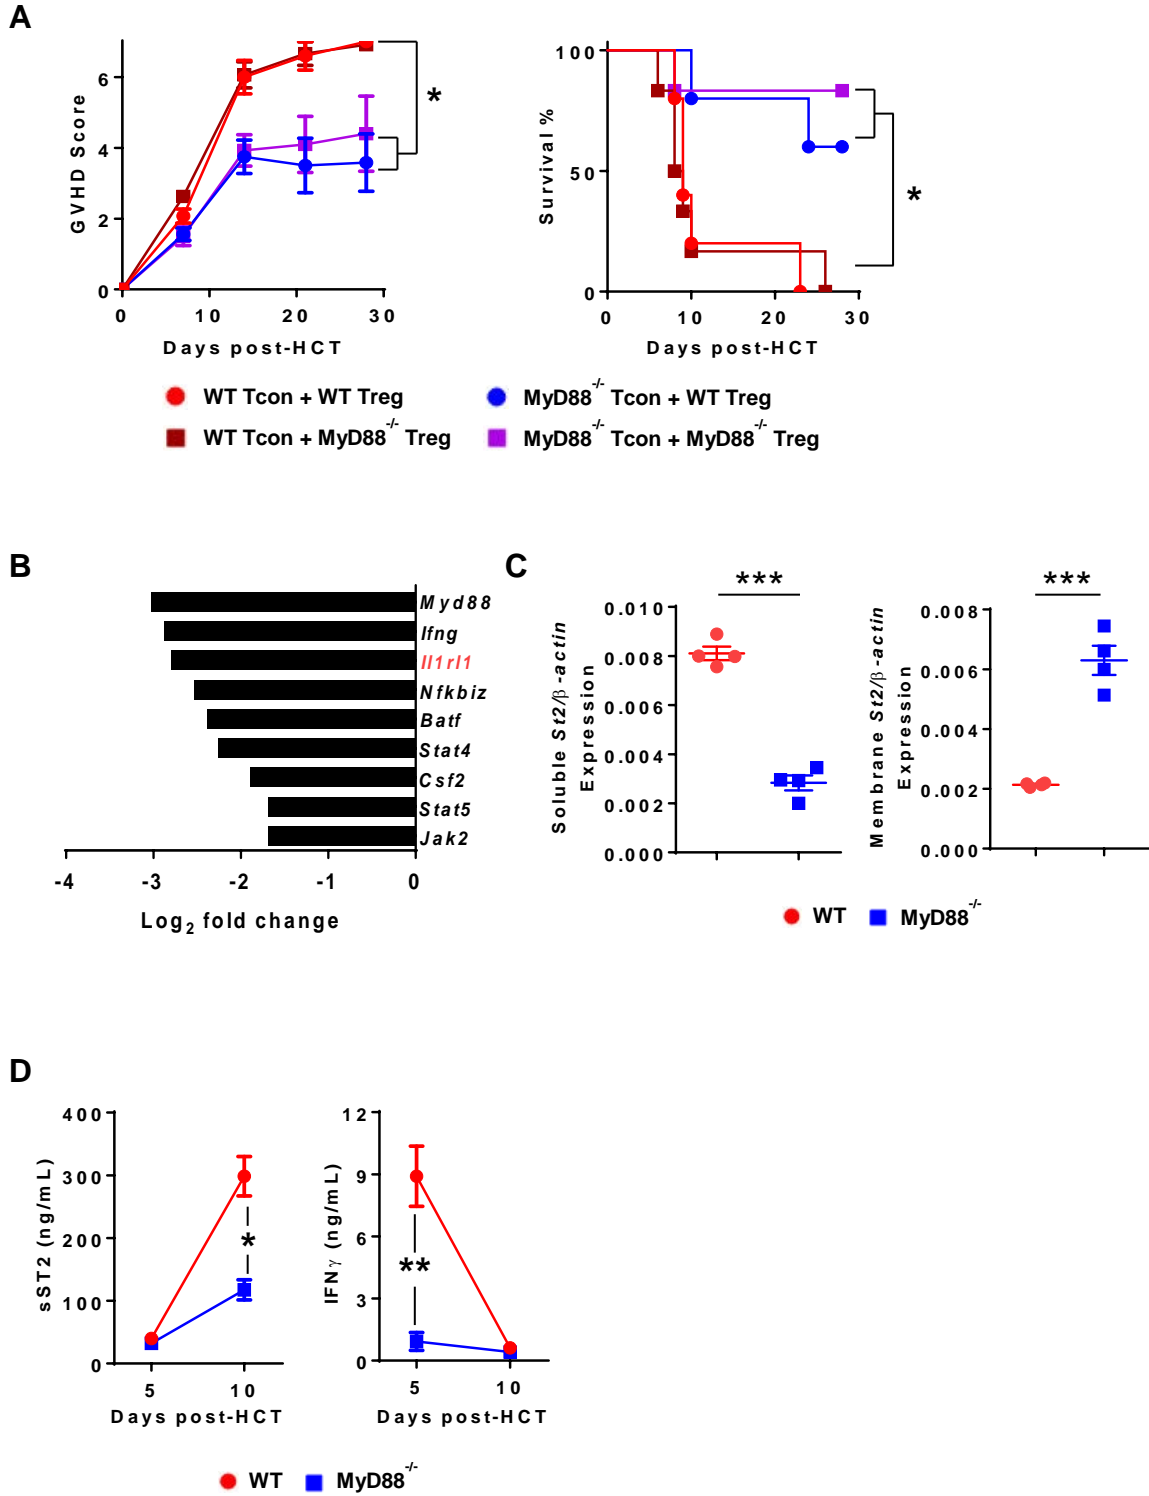 A
GVHD Score
6
4
2
0
0 10 20 30
Days post-HCT
*
Survival %
100
50
0
0 10 20 30
Days post-HCT
*
WT Tcon + WT Treg
MyD88-/- Tcon + WT Treg
WT Tcon + MyD88-/- Treg
MyD88-/- Tcon + MyD88-/- Treg
B
Myd88
Ifng
Il1rl1
Nfkbiz
Batf
Stat4
Csf2
Stat5
Jak2
-4 -3 -2 -1 0
Log2 fold change
C
Soluble St2/β-actin
Expression
0.010
0.008
0.006
0.004
0.002
0.000
***
Membrane St2/β-actin
Expression
0.008
0.006
0.004
0.002
0.000
***
WT MyD88-/-
D
sST2 (ng/mL)
400
300
200
100
0
5 10
Days post-HCT
*
IFNγ (ng/mL)
12
9
6
3
0
5 10
Days post-HCT
**
WT MyD88-/-